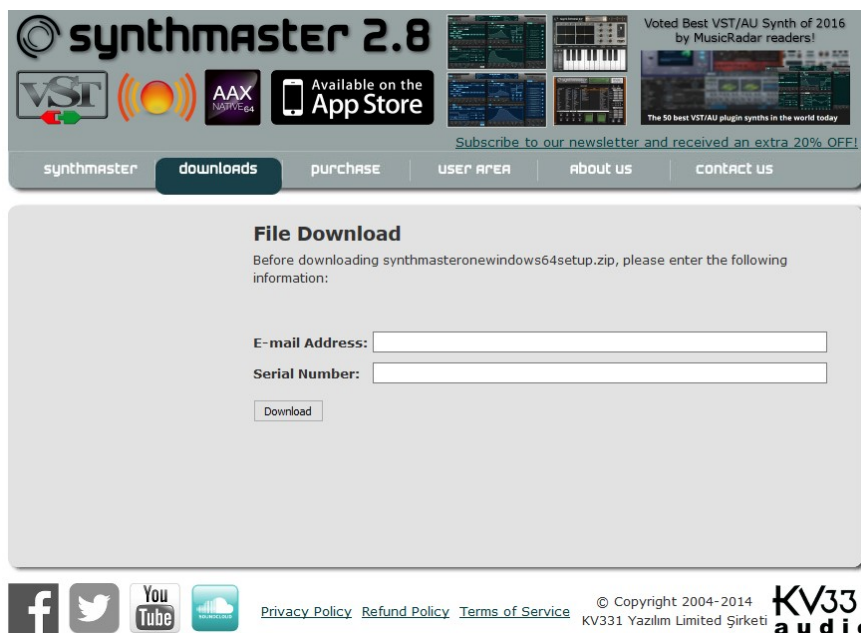 synthmaster 2.8
Voted Best VST/AU Synth of 2016
by MusicRadar readers!
VST
AAX
NATIVE64
Available on the
App Store
The 50 best VST/AU plugin synths in the world today
Subscribe to our newsletter and received an extra 20% OFF!
synthmaster downloads purchase user area about us contact us
File Download
Before downloading synthmasteronewindows64setup.zip, please enter the following
information:
E-mail Address:
Serial Number:
Download
f
You
Tube
SOUNDCLOUD
Privacy Policy Refund Policy Terms of Service
© Copyright 2004-2014
KV331 Yazılım Limited Şirketi
KV33
audio